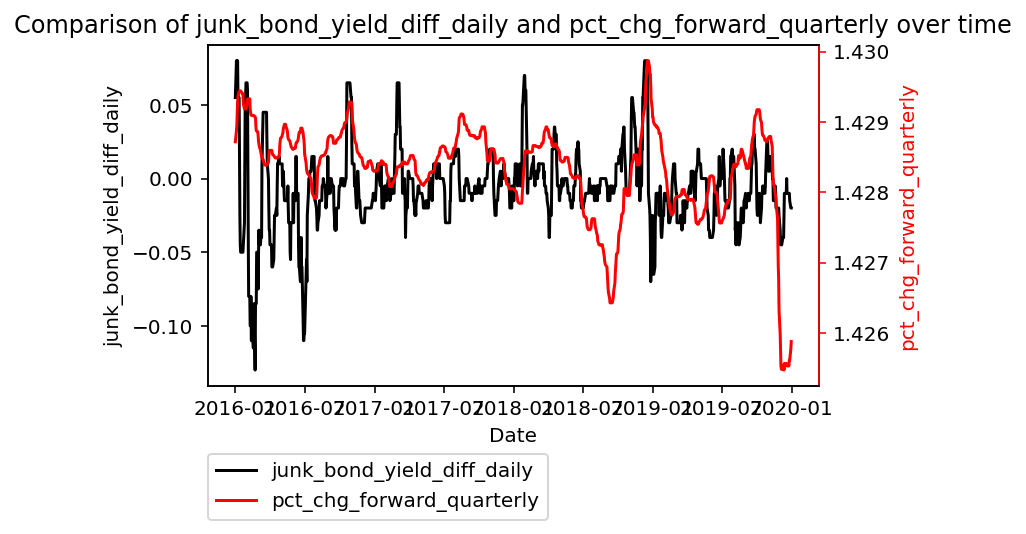 Comparison of junk_bond_yield_diff_daily and pct_chg_forward_quarterly over time
junk_bond_yield_diff_daily
0.05
0.00
−0.05
−0.10
1.430
1.429
1.428
1.427
1.426
pct_chg_forward_quarterly
2016-01 2016-07 2017-01 2017-07 2018-01 2018-07 2019-01 2019-07 2020-01
Date
junk_bond_yield_diff_daily
pct_chg_forward_quarterly